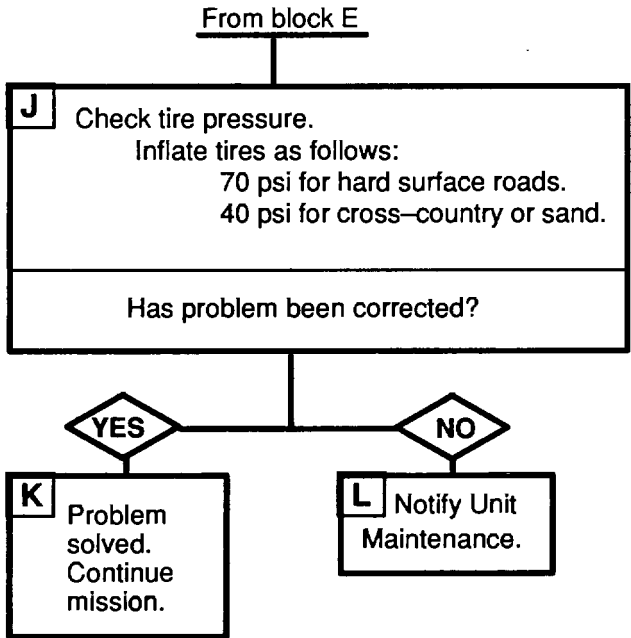 From block E
J
Check tire pressure.
Inflate tires as follows:
70 psi for hard surface roads.
40 psi for cross–country or sand.
Has problem been corrected?
YES
NO
K
Problem
solved.
Continue
mission.
L
Notify Unit
Maintenance.